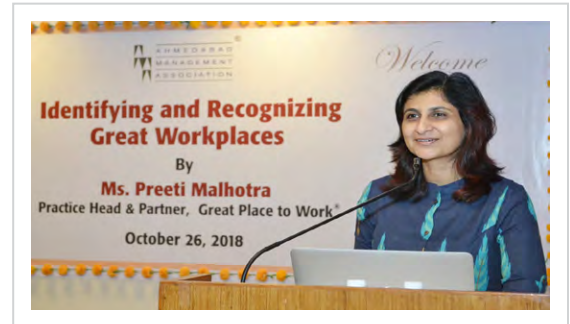 AHMEDABAD
MANAGEMENT
ASSOCIATION
®
Welcome
Identifying and Recognizing
Great Workplaces
By
Ms. Preeti Malhotra
Practice Head & Partner, Great Place to Work®
October 26, 2018